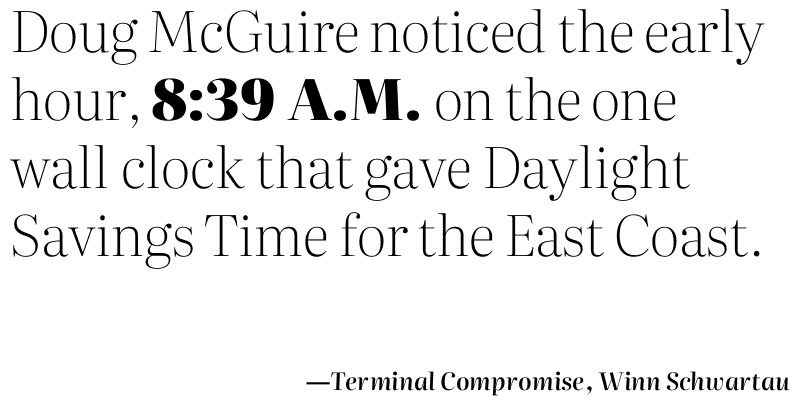 Doug McGuire noticed the early
hour, 8:39 A.M. on the one
wall clock that gave Daylight
Savings Time for the East Coast.
—Terminal Compromise, Winn Schwartau